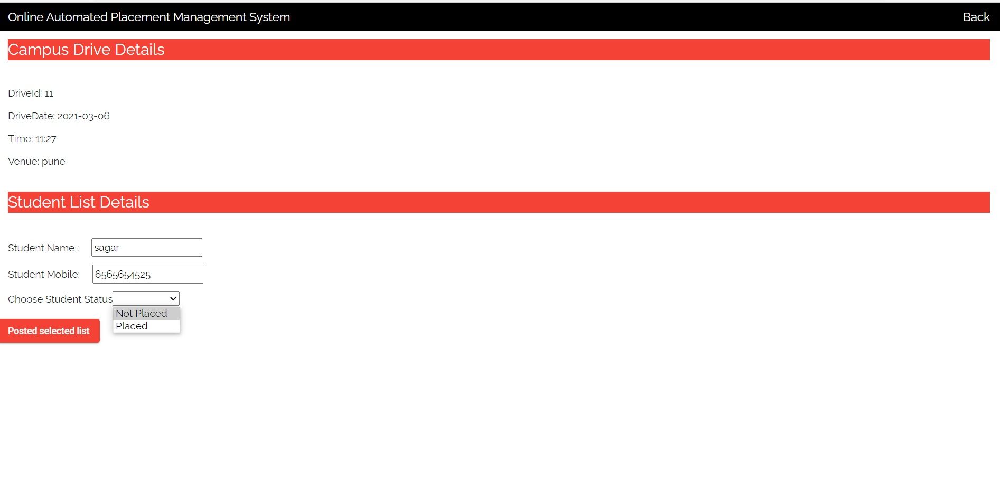 Online Automated Placement Management System Back
Campus Drive Details
DriveId: 11
DriveDate: 2021-03-06
Time: 11:27
Venue: pune
Student List Details
Student Name : sagar
Student Mobile: 6565654525
Choose Student Status
Not Placed
Placed
Posted selected list